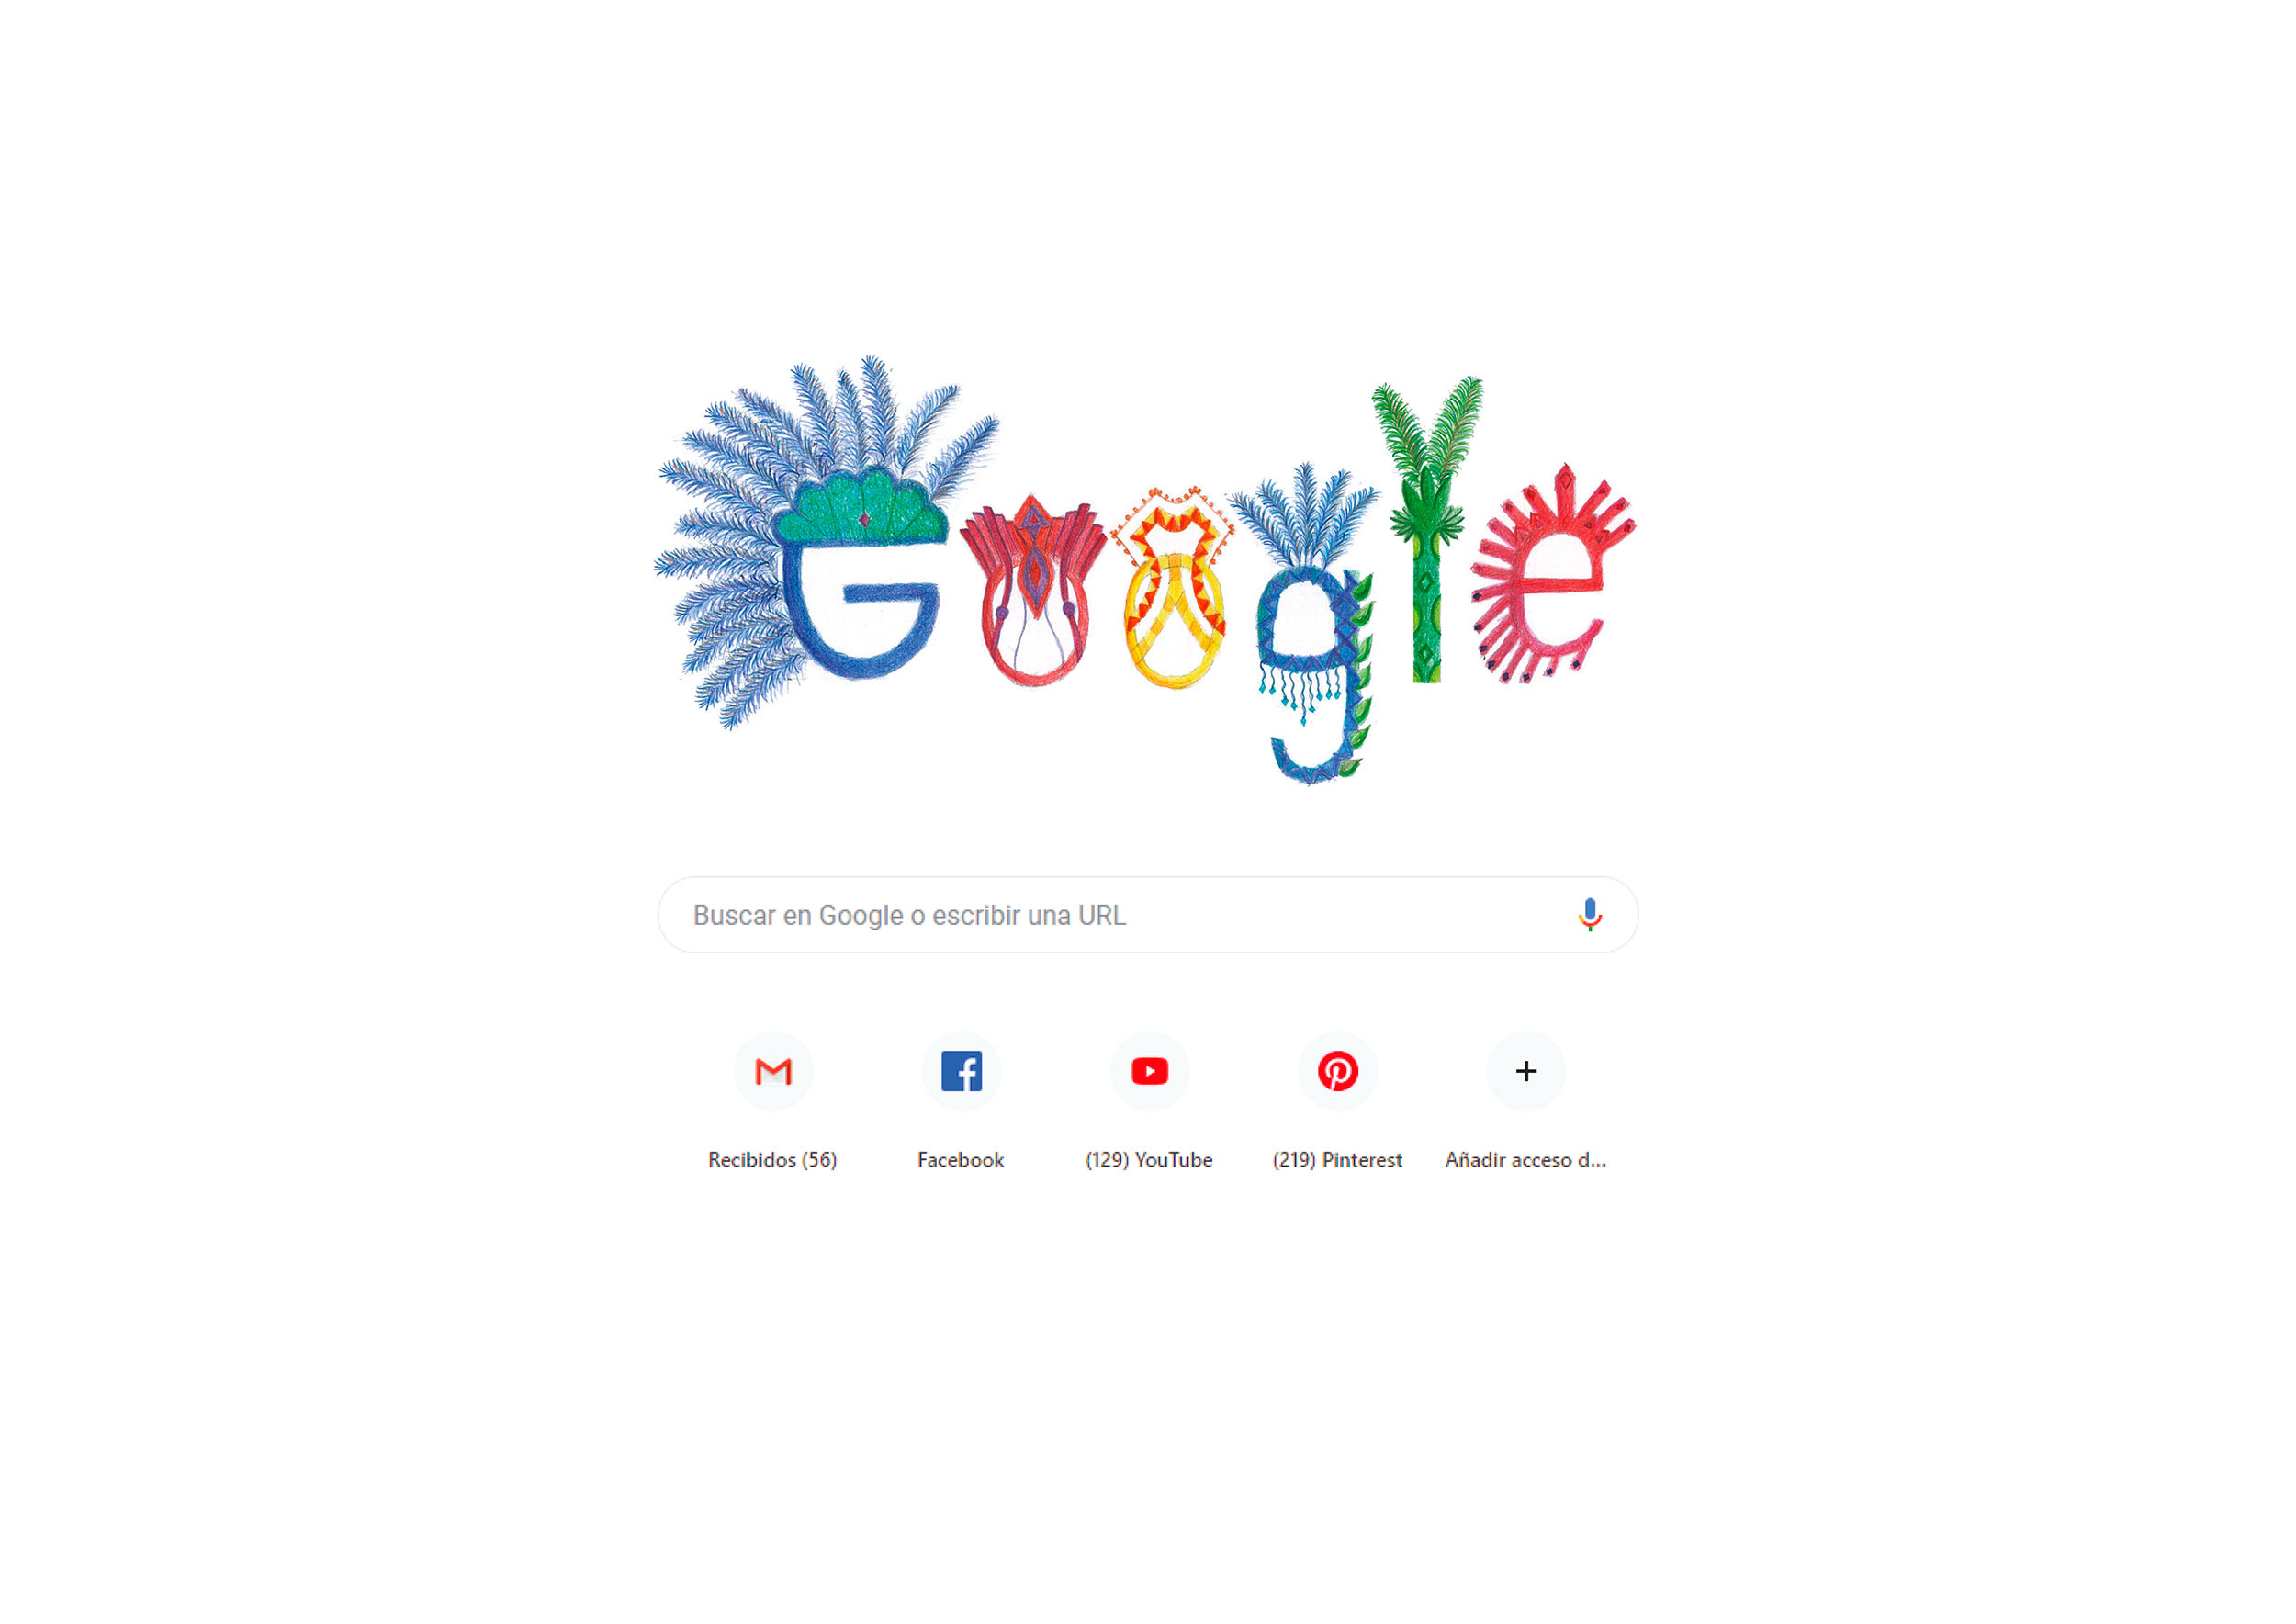 Google
Buscar en Google o escribir una URL
Recibidos (56)
Facebook
(129) YouTube
(219) Pinterest
Añadir acceso d...